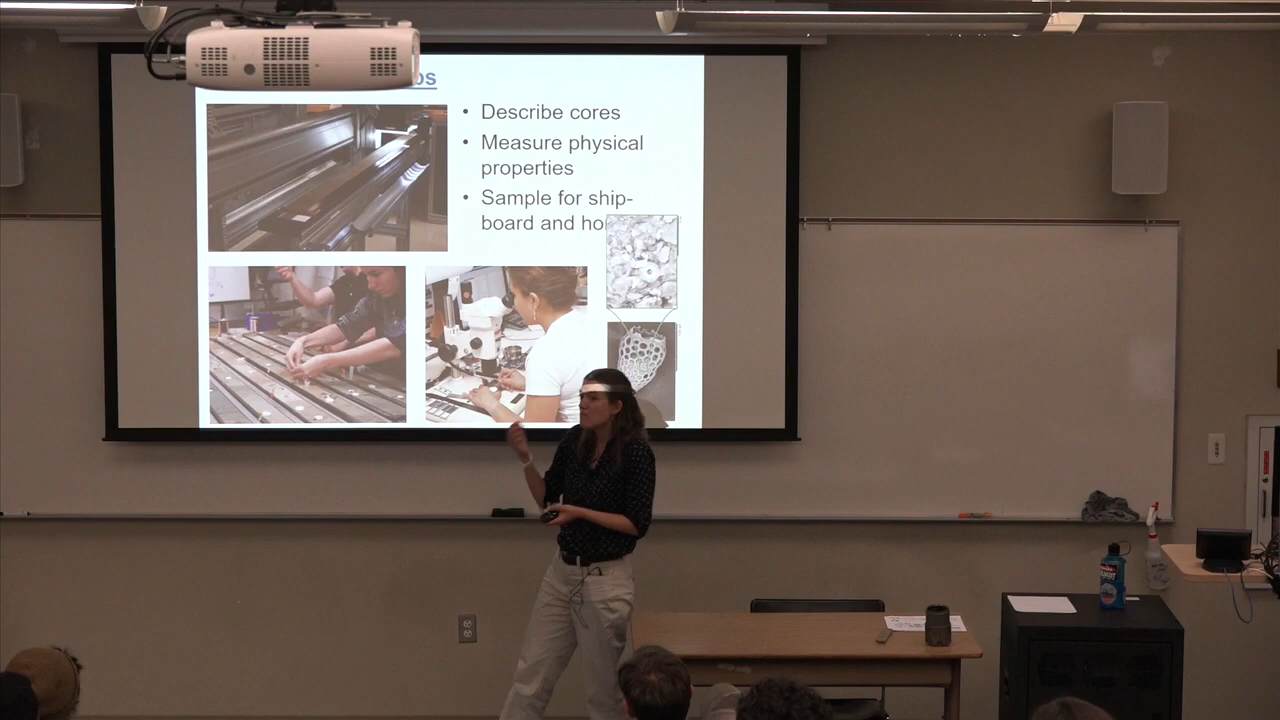 • Describe cores
• Measure physical
properties
• Sample for ship-
board and ho